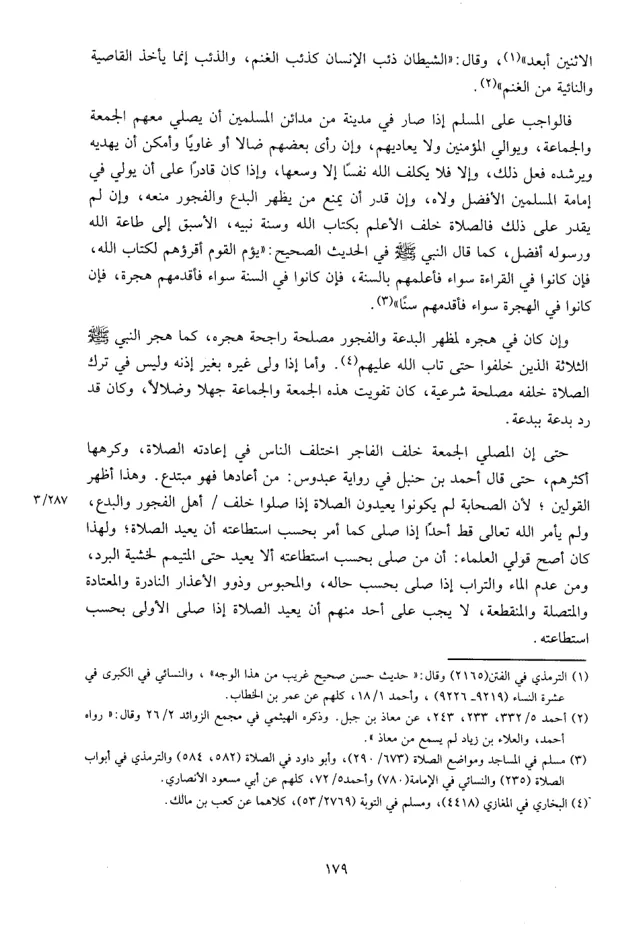 الاثنين أبعد»(١)، وقال: «الشيطان ذئب الإنسان كذئب الغنم، والذئب إنما يأخذ القاصية
والنائية من الغنم»(٢).
فالواجب على المسلم إذا صار في مدينة من مدائن المسلمين أن يصلي معهم الجمعة
والجماعة، ويوالي المؤمنين ولا يعاديهم، وإن رأى بعضهم ضالا أو غاويًا وأمكن أن يهديه
ويرشده فعل ذلك، وإلا فلا يكلف الله نفسًا إلا وسعها، وإذا كان قادرًا على أن يولي في
إمامة المسلمين الأفضل ولاه، وإن قدر أن يمنع من يظهر البدع والفجور منعه، وإن لم
يقدر على ذلك فالصلاة خلف الأعلم بكتاب الله وسنة نبيه، الأسبق إلى طاعة الله
ورسوله أفضل، كما قال النبي ﷺ في الحديث الصحيح: «يؤم القوم أقرؤهم لكتاب الله،
فإن كانوا في القراءة سواء فأعلمهم بالسنة، فإن كانوا في السنة سواء فأقدمهم هجرة، فإن
كانوا في الهجرة سواء فأقدمهم سنًا»(٣).
وإن كان في هجره لمظهر البدعة والفجور مصلحة راجحة هجره، كما هجر النبي ﷺ
الثلاثة الذين خلفوا حتى تاب الله عليهم(٤). وأما إذا ولى غيره بغير إذنه وليس في ترك
الصلاة خلفه مصلحة شرعية، كان تفويت هذه الجمعة والجماعة جهلا وضلالاً، وكان قد
رد بدعة ببدعة.
حتى إن المصلي الجمعة خلف الفاجر اختلف الناس في إعادته الصلاة، وكرهها
أكثرهم، حتى قال أحمد بن حنبل في رواية عبدوس: من أعادها فهو مبتدع. وهذا أظهر
القولين ؛ لأن الصحابة لم يكونوا يعيدون الصلاة إذا صلوا خلف / أهل الفجور والبدع،
٣/٢٨٧
ولم يأمر الله تعالى قط أحدًا إذا صلى كما أمر بحسب استطاعته أن يعيد الصلاة؛ ولهذا
كان أصح قولي العلماء: أن من صلى بحسب استطاعته ألا يعيد حتى المتيمم لخشية البرد،
ومن عدم الماء والتراب إذا صلى بحسب حاله، والمحبوس وذوو الأعذار النادرة والمعتادة
والمتصلة والمنقطعة، لا يجب على أحد منهم أن يعيد الصلاة إذا صلى الأولى بحسب
استطاعته.
(١) الترمذي في الفتن(٢١٦٥) وقال: « حديث حسن صحيح غريب من هذا الوجه» ، والنسائي في الكبرى في
عشرة النساء (٩٢١٩ـ ٩٢٢٦) ، وأحمد ١٨/١، كلهم عن عمر بن الخطاب.
(٢) أحمد ٥/ ٢٣٢، ٢٣٣، ٢٤٣، عن معاذ بن جبل. وذكره الهيثمي في مجمع الزوائد ٢٦/٢ وقال: « رواه
أحمد، والعلاء بن زياد لم يسمع من معاذ ».
(٣) مسلم في المساجد ومواضع الصلاة (٦٧٣/ ٢٩٠)، وأبو داود في الصلاة (٥٨٢، ٥٨٤) والترمذي في أبواب
الصلاة (٢٣٥) والنسائي في الإمامة(٧٨٠) وأحمد٥/ ٧٢، كلهم عن أبي مسعود الأنصاري.
(٤) البخاري في المغازي (٤٤١٨)، ومسلم في التوبة (٥٣/٢٧٦٩)، كلاهما عن كعب بن مالك.
١٧٩